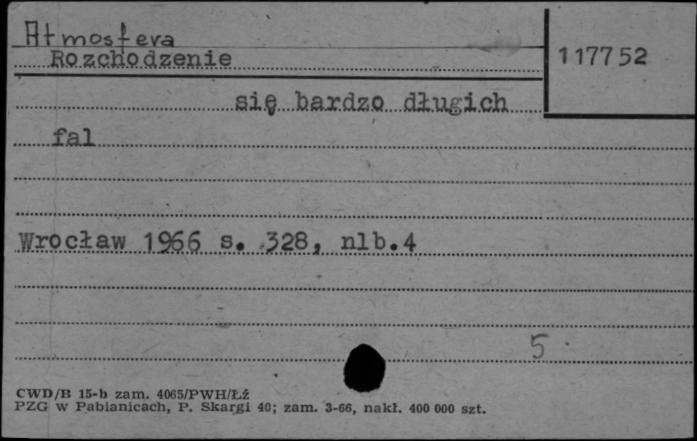 Atmosfera
Rozchodzenie
117752
się bardzo długich
fal
Wrocław 1966 s. 328, nlb.4
5
CWD/B 15-b zam. 4065/PWH/Łź
PZG w Pabianicach, P. Skargi 40; zam. 3-66, nakł. 400 000 szt.